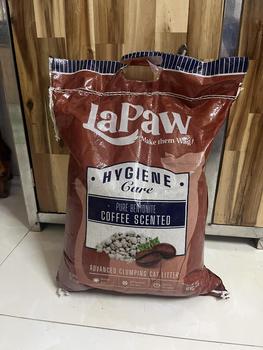 LaPaw
Make them Wag!
HYGIENE
Care
PURE BENTONITE
COFFEE SCENTED
ADVANCED CLUMPING CAT LITTER